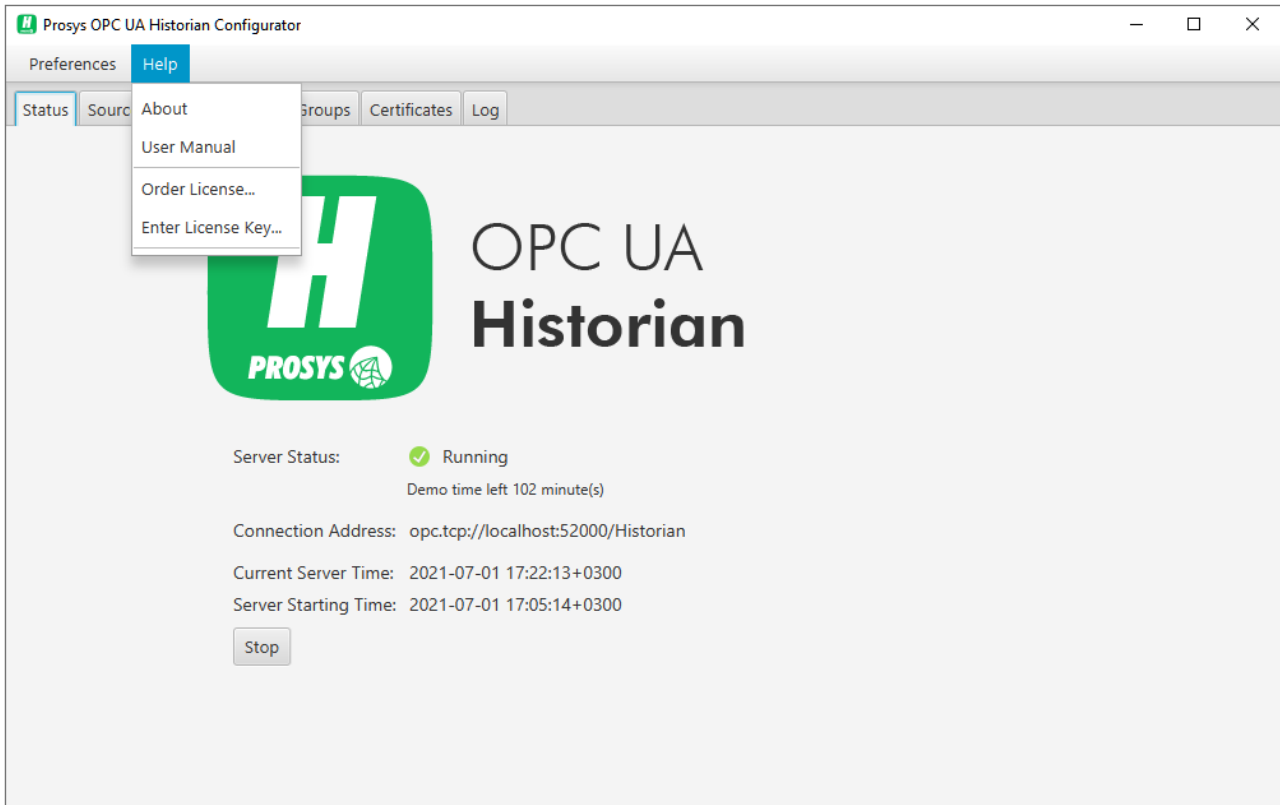 Prosys OPC UA Historian Configurator
Preferences Help
Status Certificates Log
About
User Manual
Order License...
Enter License Key...
H
PROSYS
OPC UA
Historian
Server Status: Running
Demo time left 102 minute(s)
Connection Address: opc.tcp://localhost:52000/Historian
Current Server Time: 2021-07-01 17:22:13+0300
Server Starting Time: 2021-07-01 17:05:14+0300
Stop